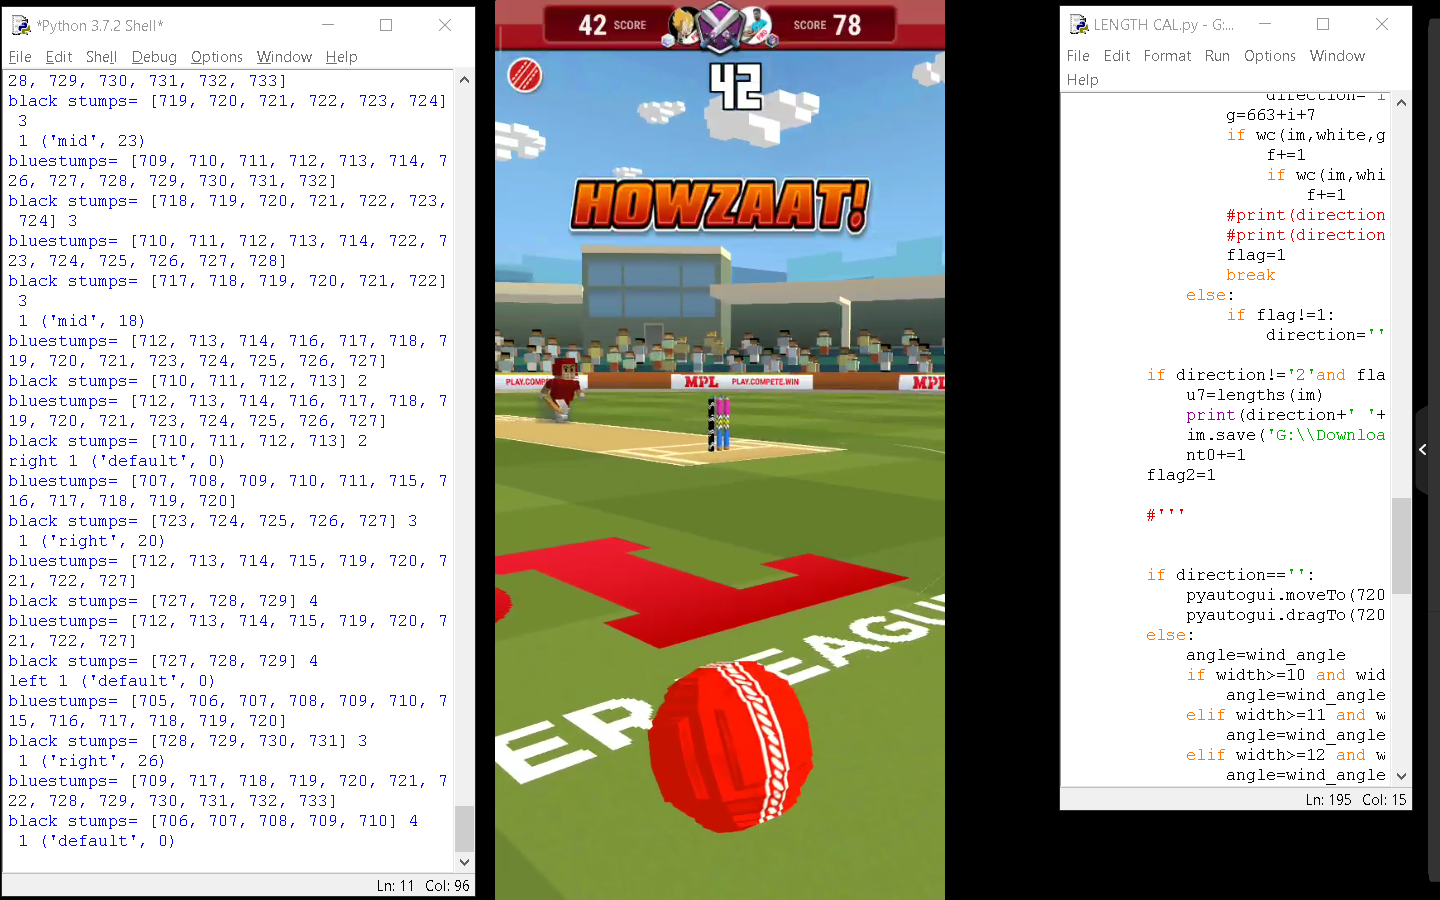 *Python 3.7.2 Shell*
File Edit Shell Debug Options Window Help
28, 729, 730, 731, 732, 733]
black stumps= [719, 720, 721, 722, 723, 724]
3
1 ('mid', 23)
bluestumps= [709, 710, 711, 712, 713, 714, 7
26, 727, 728, 729, 730, 731, 732]
black stumps= [718, 719, 720, 721, 722, 723,
724] 3
bluestumps= [710, 711, 712, 713, 714, 722, 7
23, 724, 725, 726, 727, 728]
black stumps= [717, 718, 719, 720, 721, 722]
3
1 ('mid', 18)
bluestumps= [712, 713, 714, 716, 717, 718, 7
19, 720, 721, 723, 724, 725, 726, 727]
black stumps= [710, 711, 712, 713] 2
bluestumps= [712, 713, 714, 716, 717, 718, 7
19, 720, 721, 723, 724, 725, 726, 727]
black stumps= [710, 711, 712, 713] 2
right 1 ('default', 0)
bluestumps= [707, 708, 709, 710, 711, 715, 7
16, 717, 718, 719, 720]
black stumps= [723, 724, 725, 726, 727] 3
1 ('right', 20)
bluestumps= [712, 713, 714, 715, 719, 720, 7
21, 722, 727]
black stumps= [727, 728, 729] 4
bluestumps= [712, 713, 714, 715, 719, 720, 7
21, 722, 727]
black stumps= [727, 728, 729] 4
left 1 ('default', 0)
bluestumps= [705, 706, 707, 708, 709, 710, 7
15, 716, 717, 718, 719, 720]
black stumps= [728, 729, 730, 731] 3
1 ('right', 26)
bluestumps= [709, 717, 718, 719, 720, 721, 7
22, 728, 729, 730, 731, 732, 733]
black stumps= [706, 707, 708, 709, 710] 4
1 ('default', 0)
Ln: 11 Col: 96
42 SCORE SCORE 78
42
HOWZAAT!
PLAY.COMP
MPL PLAY.COMPETE.WIN
MPL
L
ER LEAGU
LENGTH CAL.py - G:...
File Edit Format Run Options Window
Help
direction= i
g=663+i+7
if wc(im,white,g
f+=1
if wc(im,whi
f+=1
#print(direction
#print(direction
flag=1
break
else:
if flag!=1:
direction=''
if direction!='2'and fla
u7=lengths(im)
print(direction+' '+
im.save('G:\\Downloa
nt0+=1
flag2=1
#'''
if direction=='':
pyautogui.moveTo(720
pyautogui.dragTo(720
else:
angle=wind_angle
if width>=10 and wid
angle=wind_angle
elif width>=11 and w
angle=wind_angle
elif width>=12 and w
angle=wind_angle
Ln: 195 Col: 15